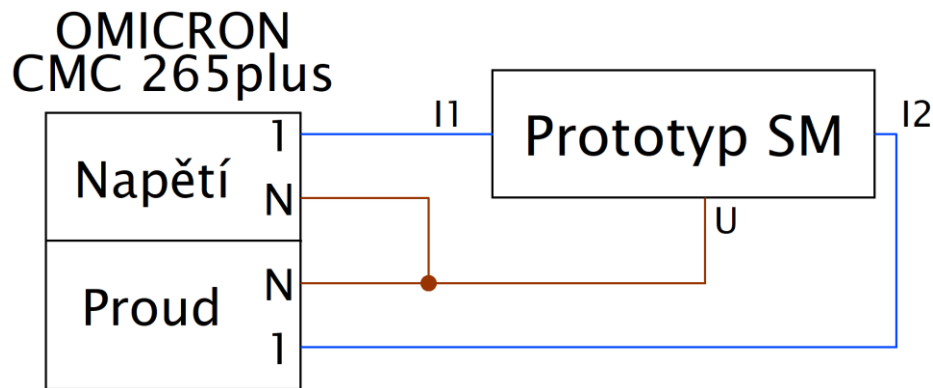 OMICRON
CMC 265plus
1
I1
Prototyp SM
I2
Napětí
N
U
N
Proud
1